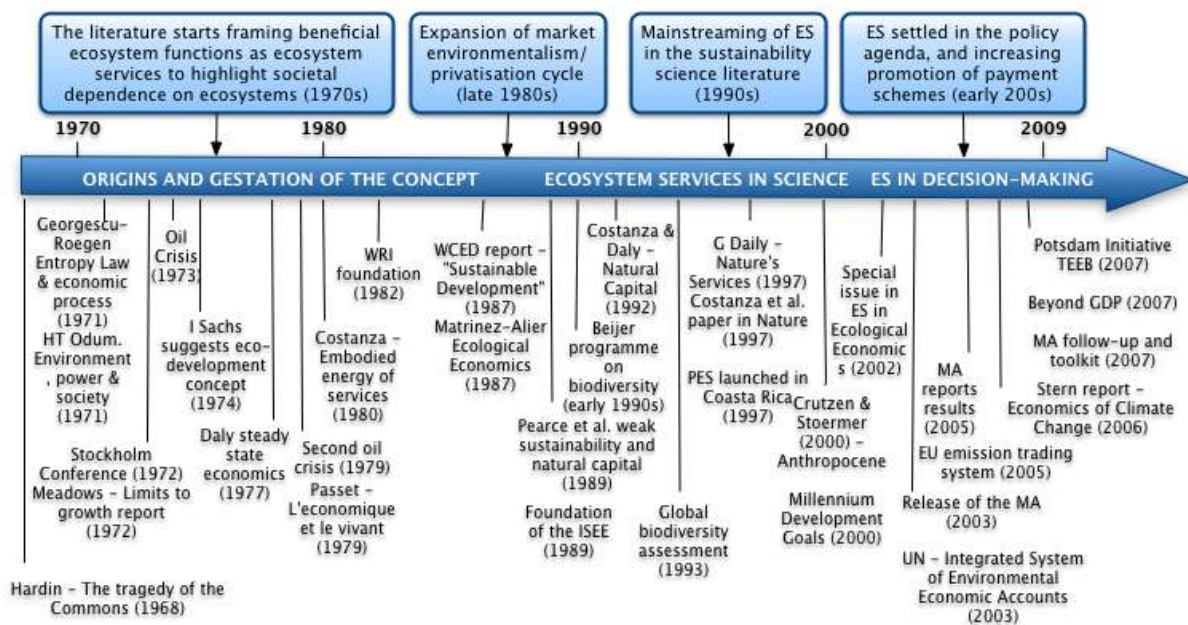 The literature starts framing beneficial
ecosystem functions as ecosystem
services to highlight societal
dependence on ecosystems (1970s)
Expansion of market
environmentalism/
privatisation cycle
(late 1980s)
Mainstreaming of ES
in the sustainability
science literature
(1990s)
ES settled in the policy
agenda, and increasing
promotion of payment
schemes (early 200s)
1970
1980
1990
2000
2009
ORIGINS AND GESTATION OF THE CONCEPT
ECOSYSTEM SERVICES IN SCIENCE
ES IN DECISION-MAKING
Georgescu-
Roegen
Entropy Law
& economic
process
(1971)
HT Odum.
Environment
, power &
society
(1971)
Stockholm
Conference (1972)
Meadows - Limits to
growth report
(1972)
Hardin - The tragedy of the
Commons (1968)
Oil
Crisis
(1973)
I Sachs
suggests eco-
development
concept
(1974)
Daly steady
state
economics
(1977)
Second oil
crisis (1979)
Passet -
L'economique
et le vivant
(1979)
Costanza -
Embodied
energy of
services
(1980)
WRI
foundation
(1982)
WCED report -
"Sustainable
Development"
(1987)
Matrinez-Alier
Ecological
Economics
(1987)
Pearce et al. weak
sustainability and
natural capital
(1989)
Foundation
of the ISEE
(1989)
Costanza &
Daly -
Natural
Capital
(1992)
Beijer
programme
on
biodiversity
(early 1990s)
Global
biodiversity
assessment
(1993)
G Daily -
Nature's
Services (1997)
Costanza et al.
paper in Nature
(1997)
PES launched in
Coasta Rica
(1997)
Crutzen &
Stoermer
(2000) -
Anthropocene
Millennium
Development
Goals (2000)
Special
issue in
ES in
Ecological
Economic
s (2002)
Release of the MA
(2003)
UN - Integrated System
of Environmental
Economic Accounts
(2003)
MA
reports
results
(2005)
EU emission trading
system (2005)
Stern report -
Economics of Climate
Change (2006)
Potsdam Initiative
TEEB (2007)
Beyond GDP (2007)
MA follow-up and
toolkit (2007)